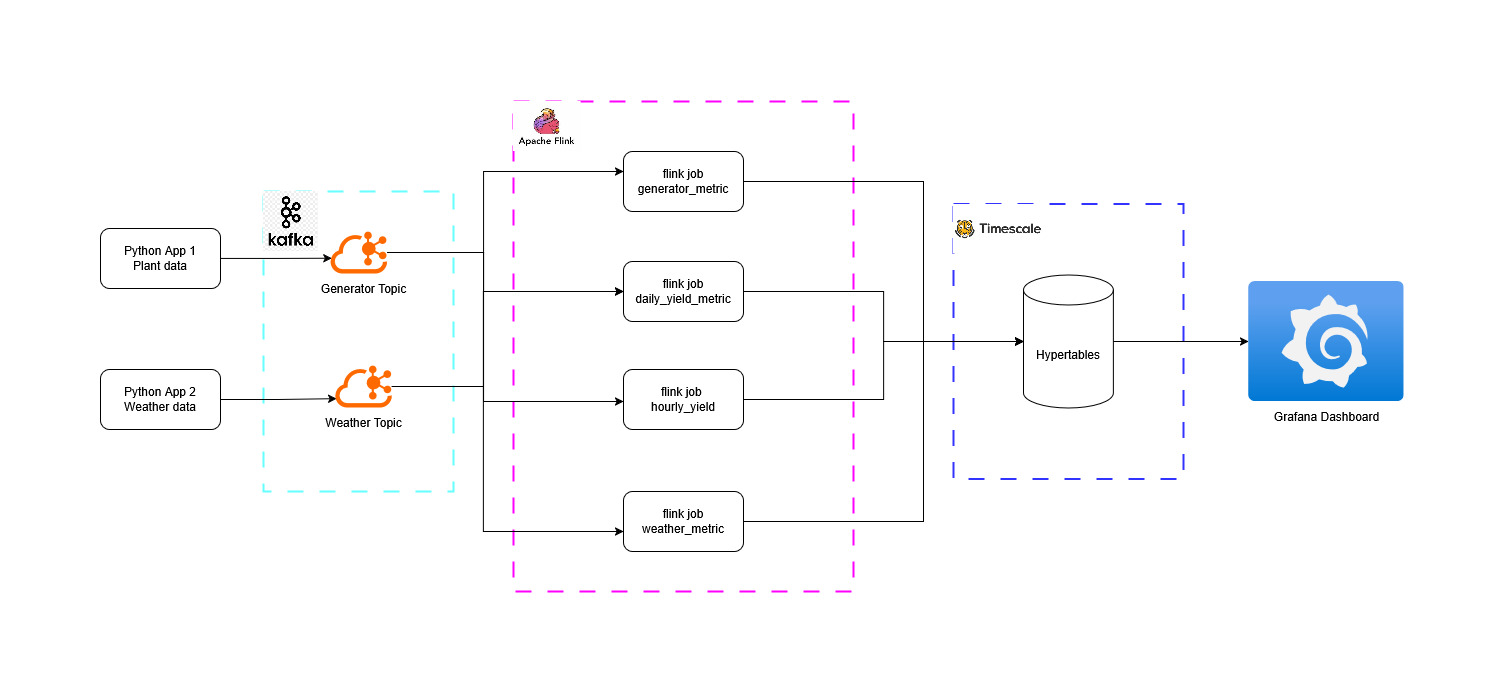 Apache Flink
flink job
generator_metric
kafka
Python App 1
Plant data
Generator Topic
flink job
daily_yield_metric
Timescale
Hypertables
Python App 2
Weather data
Weather Topic
flink job
hourly_yield
Grafana Dashboard
flink job
weather_metric